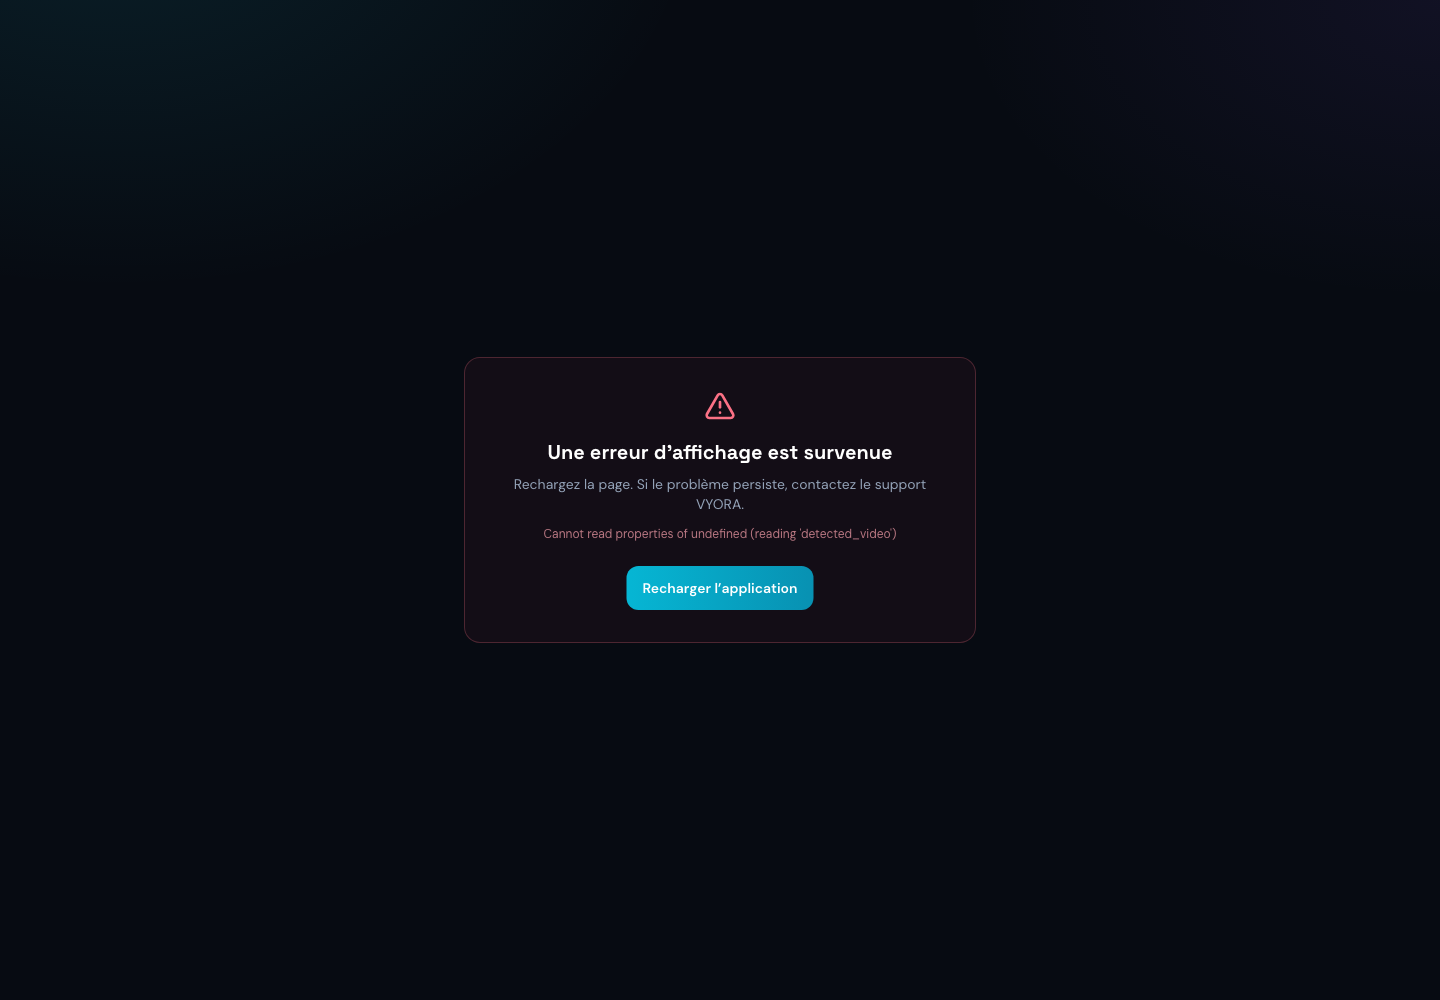 Une erreur d’affichage est survenue
Rechargez la page. Si le problème persiste, contactez le support
VYORA.
Cannot read properties of undefined (reading 'detected_video')
Recharger l’application